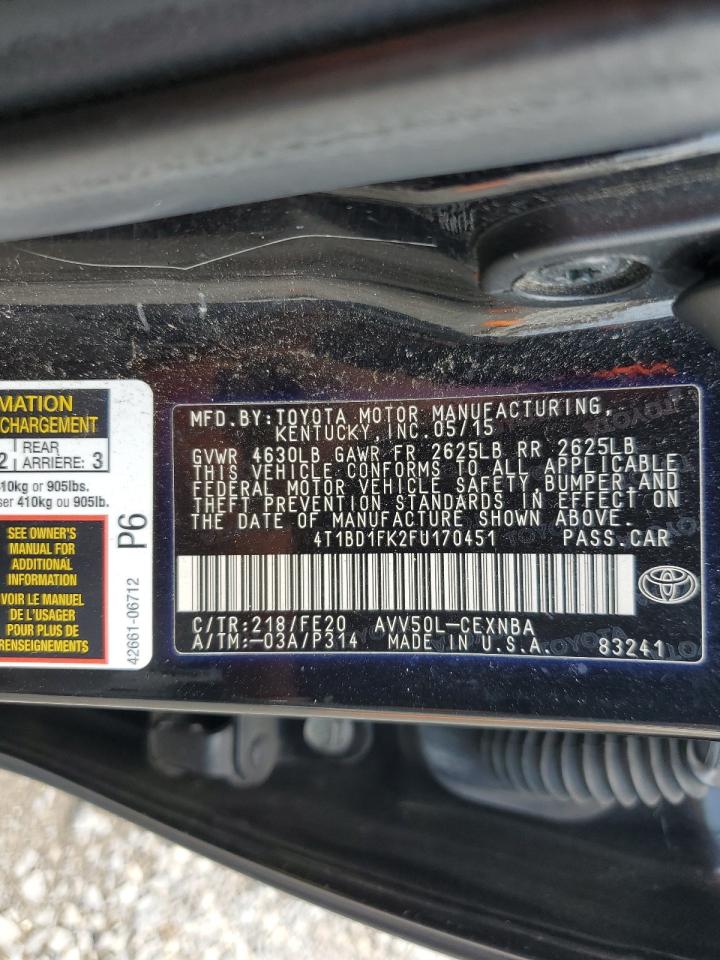 MATION
CHARGEMENT
2 REAR
ARRIÈRE: 3
410kg or 905lbs.
ser 410kg ou 905lb.
SEE OWNER'S
MANUAL FOR
ADDITIONAL
INFORMATION
VOIR LE MANUEL
DE L'USAGER
POUR PLUS DE
RENSEIGNEMENTS
P6
42661-06712
MFD.BY:TOYOTA MOTOR MANUFACTURING,
KENTUCKY, INC.05/15
GVWR 4630LB GAWR FR 2625LB RR 2625LB
THIS VEHICLE CONFORMS TO ALL APPLICABLE
FEDERAL MOTOR VEHICLE SAFETY BUMPER,AND
THEFT PREVENTION STANDARDS IN EFFECT ON
THE DATE OF MANUFACTURE SHOWN ABOVE.
4T1BD1FK2FU170451 PASS.CAR
C/TR:218/FE20 AVV50L-CEXNBA
A/TM:-03A/P314 MADE IN U.S.A. 83241